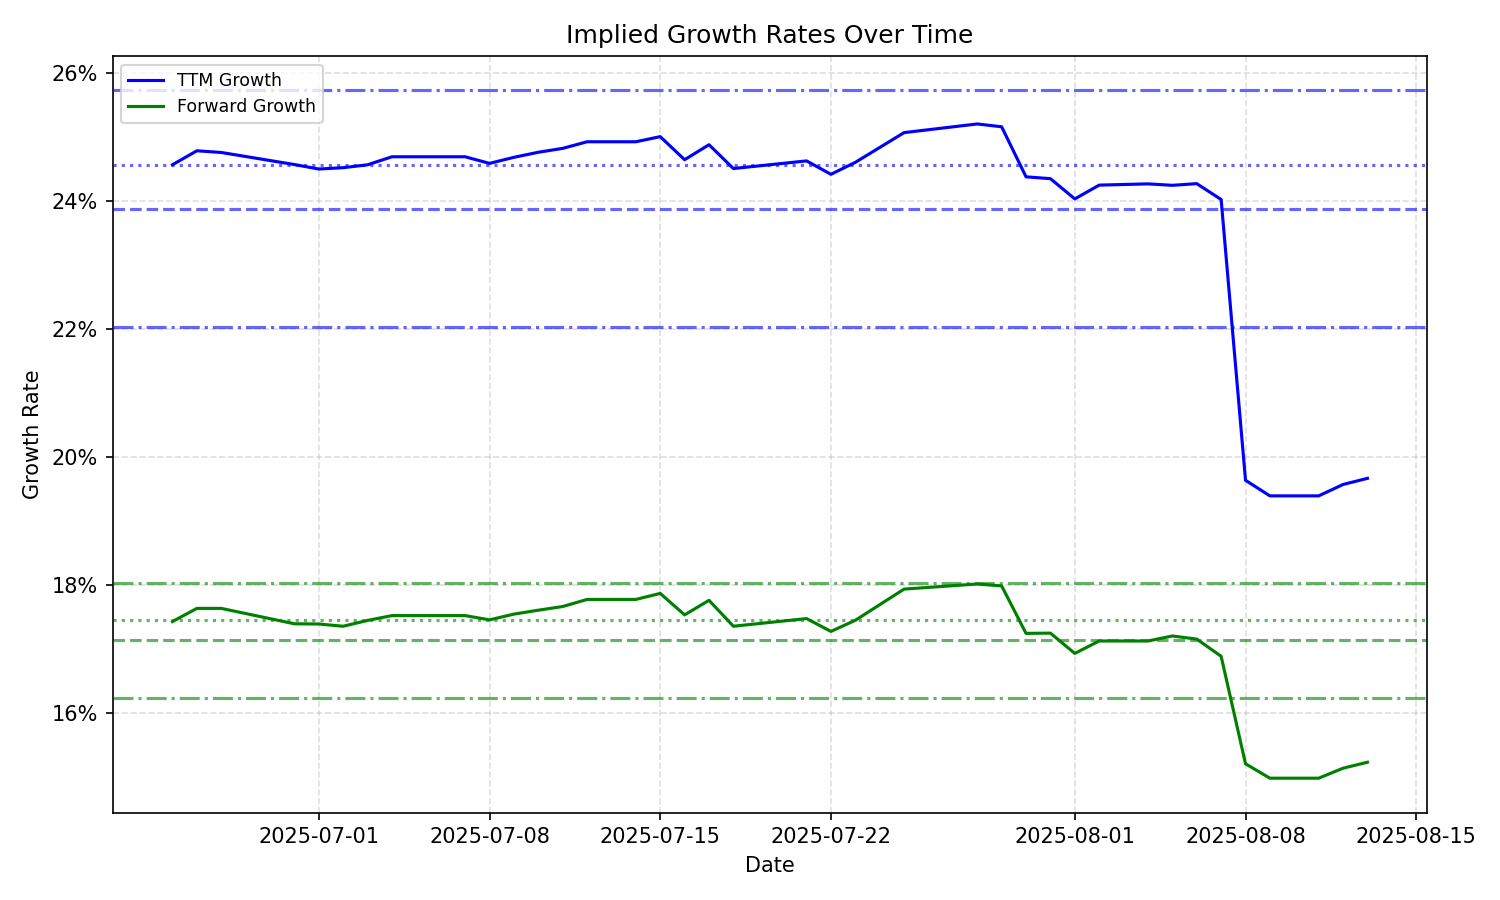 Implied Growth Rates Over Time
TTM Growth
Forward Growth
26%
24%
22%
20%
18%
16%
Growth Rate
2025-07-01
2025-07-08
2025-07-15
2025-07-22
2025-08-01
2025-08-08
2025-08-15
Date